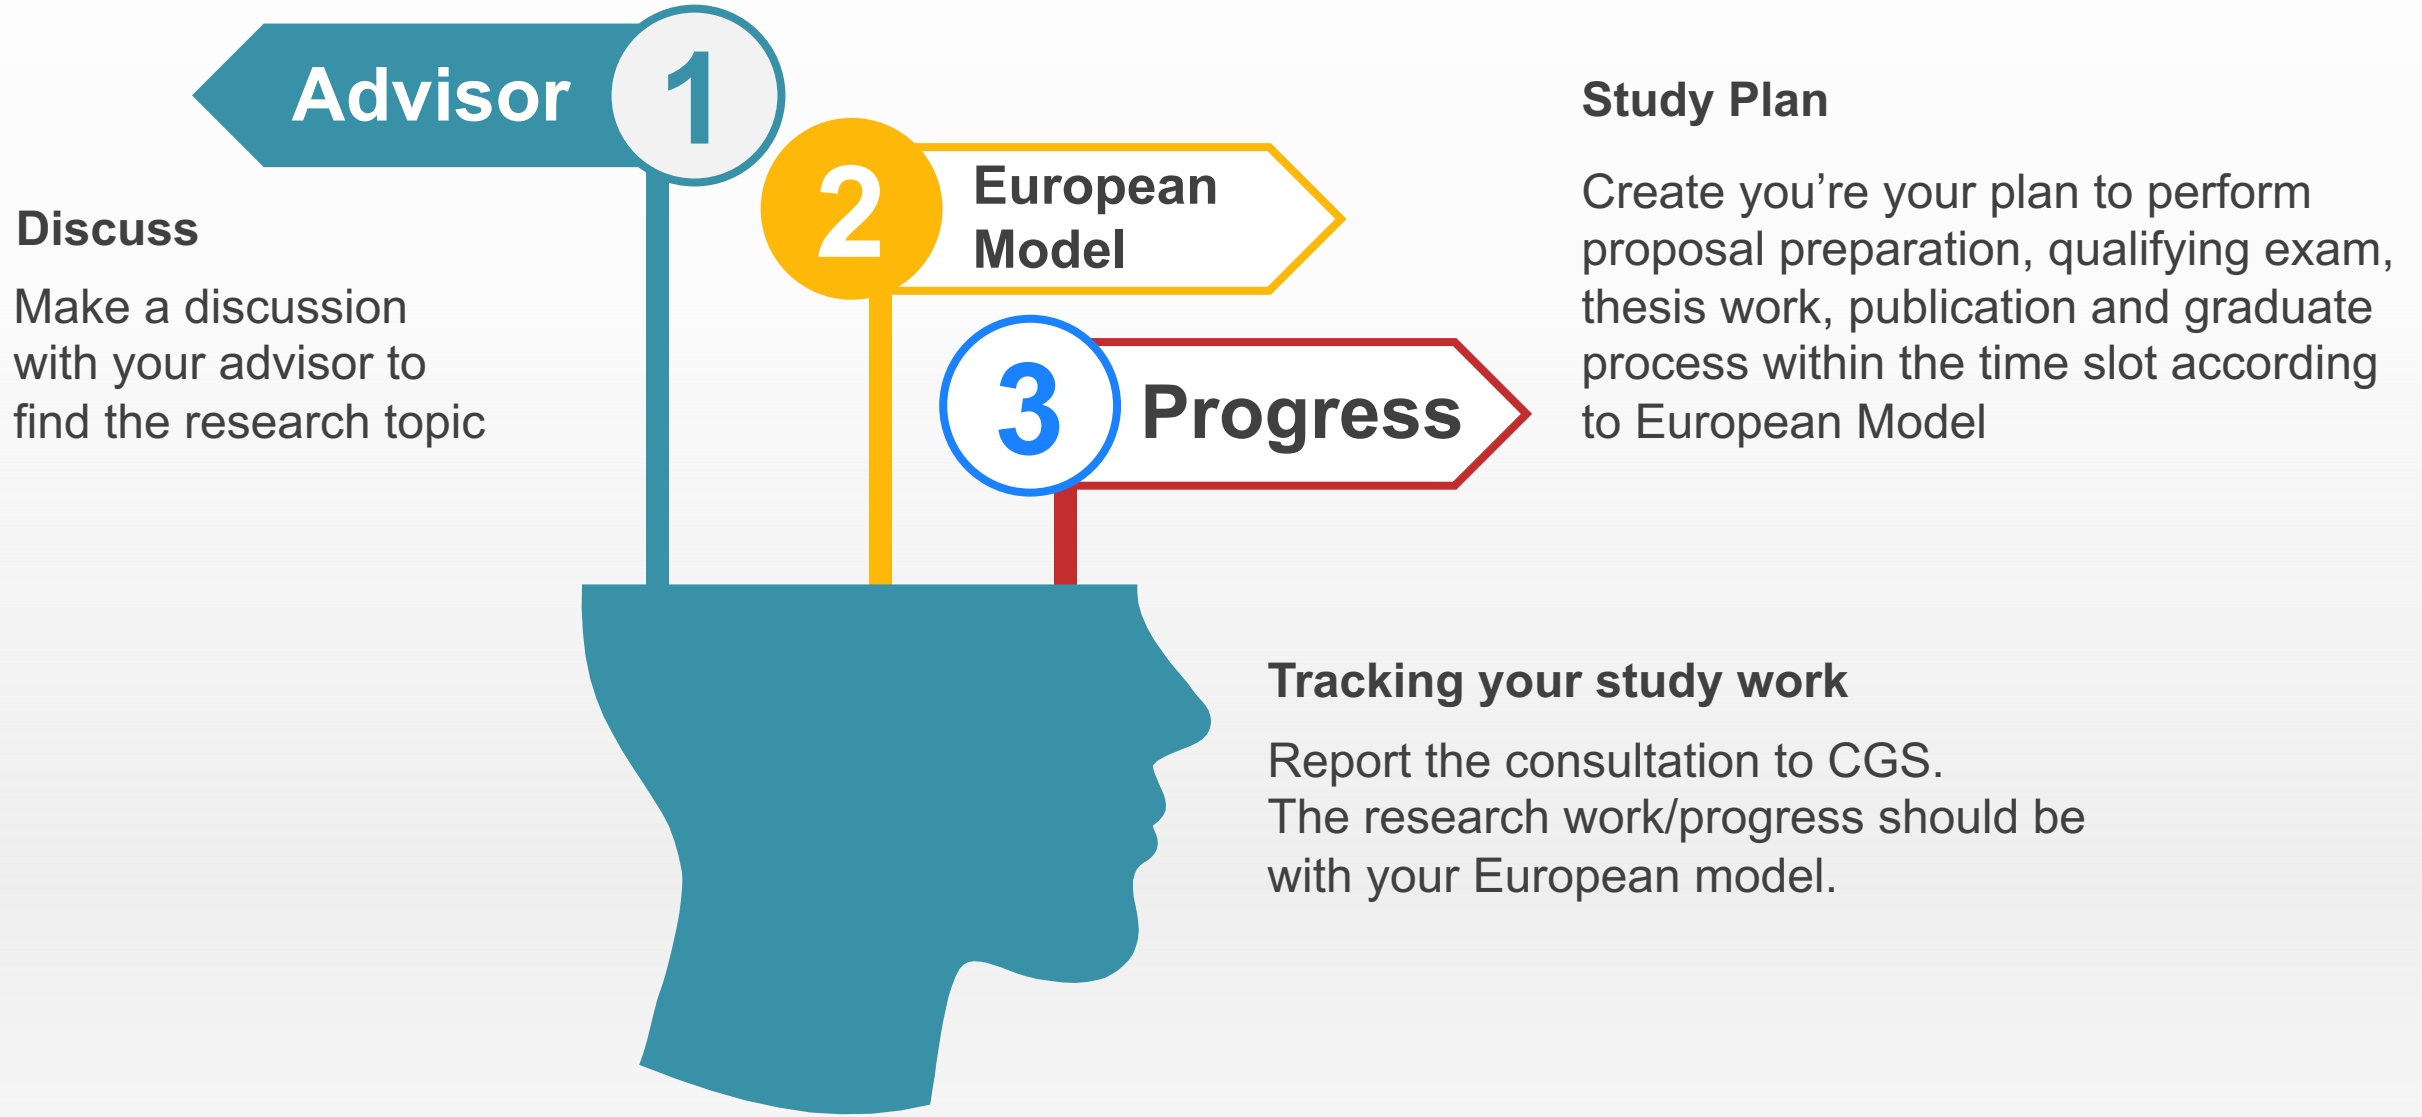 Advisor
1
Discuss
Make a discussion
with your advisor to
find the research topic
2
European
Model
Study Plan
Create you’re your plan to perform
proposal preparation, qualifying exam,
thesis work, publication and graduate
process within the time slot according
to European Model
3
Progress
Tracking your study work
Report the consultation to CGS.
The research work/progress should be
with your European model.